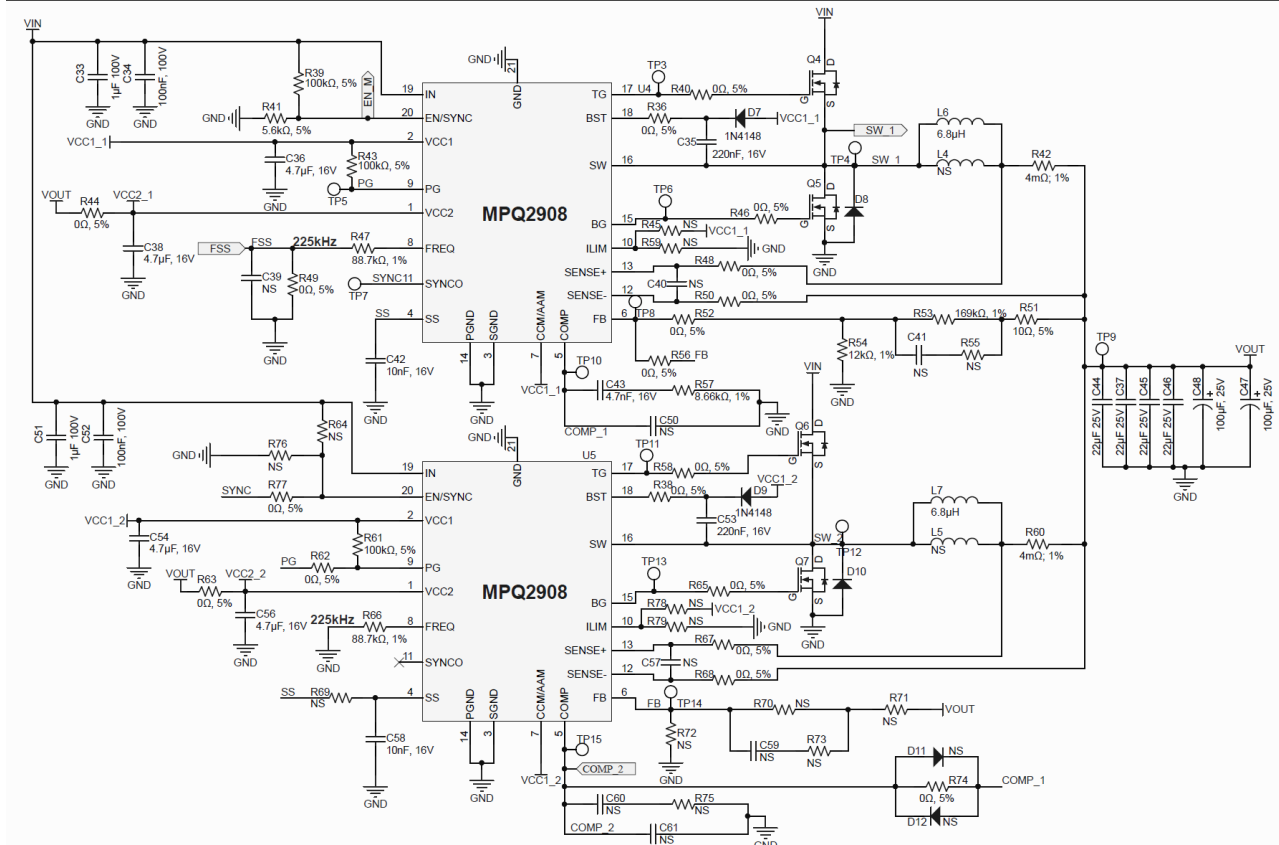 VIN
VIN
C33
1µF 100V
C34
100nF, 100V
GND
GND
R39
100kΩ, 5%
EN_M
GND
R41
5.6kΩ, 5%
VCC1_1
C36
4.7µF, 16V
GND
R43
100kΩ, 5%
PG
TP5
VOUT
R44
0Ω, 5%
VCC2_1
C38
4.7µF, 16V
GND
FSS
FSS
225kHz
R47
88.7kΩ, 1%
C39
NS
R49
0Ω, 5%
GND
SYNC
TP7
SS
C42
10nF, 16V
GND
GND
21
GND
19
IN
20
EN/SYNC
2
VCC1
9
PG
1
VCC2
8
FREQ
11
SYNCO
4
SS
MPQ2908
TG
17
U4
BST
18
SW
16
BG
15
ILIM
10
SENSE+
13
SENSE-
12
FB
6
PGND
14
SGND
3
CCM/AAM
7
COMP
5
GND
VCC1_1
TP3
R40
0Ω, 5%
R36
0Ω, 5%
D7
1N4148
VCC1_1
C35
220nF, 16V
Q4
D
G
S
SW_1
TP4
SW_1
L6
6.8µH
L4
NS
R42
4mΩ; 1%
TP6
R46
0Ω, 5%
Q5
D
G
S
D8
GND
R45
NS
VCC1_1
R59
NS
GND
R48
0Ω, 5%
C40
NS
R50
0Ω, 5%
TP8
R52
0Ω, 5%
R53
169kΩ, 1%
R51
10Ω, 5%
R54
12kΩ, 1%
GND
C41
NS
R55
NS
R56
FB
0Ω, 5%
TP10
C43
4.7nF, 16V
R57
8.66kΩ, 1%
GND
COMP_1
C50
NS
TP9
VOUT
C44
22µF 25V
C37
22µF 25V
C45
22µF 25V
C46
22µF 25V
C48
+
100µF, 25V
C47
+
100µF, 25V
GND
C51
1µF 100V
C52
100nF, 100V
GND
GND
R64
NS
GND
R76
NS
SYNC
R77
0Ω, 5%
VCC1_2
C54
4.7µF, 16V
GND
R61
100kΩ, 5%
PG
R62
0Ω, 5%
VOUT
R63
0Ω, 5%
VCC2_2
C56
4.7µF, 16V
GND
225kHz
R66
88.7kΩ, 1%
GND
SS
R69
NS
C58
10nF, 16V
GND
GND
21
GND
19
IN
20
EN/SYNC
2
VCC1
9
PG
1
VCC2
8
FREQ
11
SYNCO
4
SS
MPQ2908
U5
TG
17
BST
18
SW
16
BG
15
ILIM
10
SENSE+
13
SENSE-
12
FB
6
PGND
14
SGND
3
CCM/AAM
7
COMP
5
GND
VCC1_2
TP11
R58
0Ω, 5%
R38
0Ω, 5%
D9
1N4148
VCC1_2
C53
220nF, 16V
VIN
Q6
D
G
S
SW_2
TP12
L7
6.8µH
L5
NS
R60
4mΩ; 1%
TP13
R65
0Ω, 5%
Q7
D
G
S
D10
GND
R78
NS
VCC1_2
R79
NS
GND
R67
0Ω, 5%
C57
NS
R68
0Ω, 5%
FB
TP14
R72
NS
GND
R70
NS
R71
NS
VOUT
C59
NS
R73
NS
TP15
COMP_2
D11
NS
R74
0Ω, 5%
COMP_1
D12
NS
C60
NS
R75
NS
COMP_2
C61
NS
GND